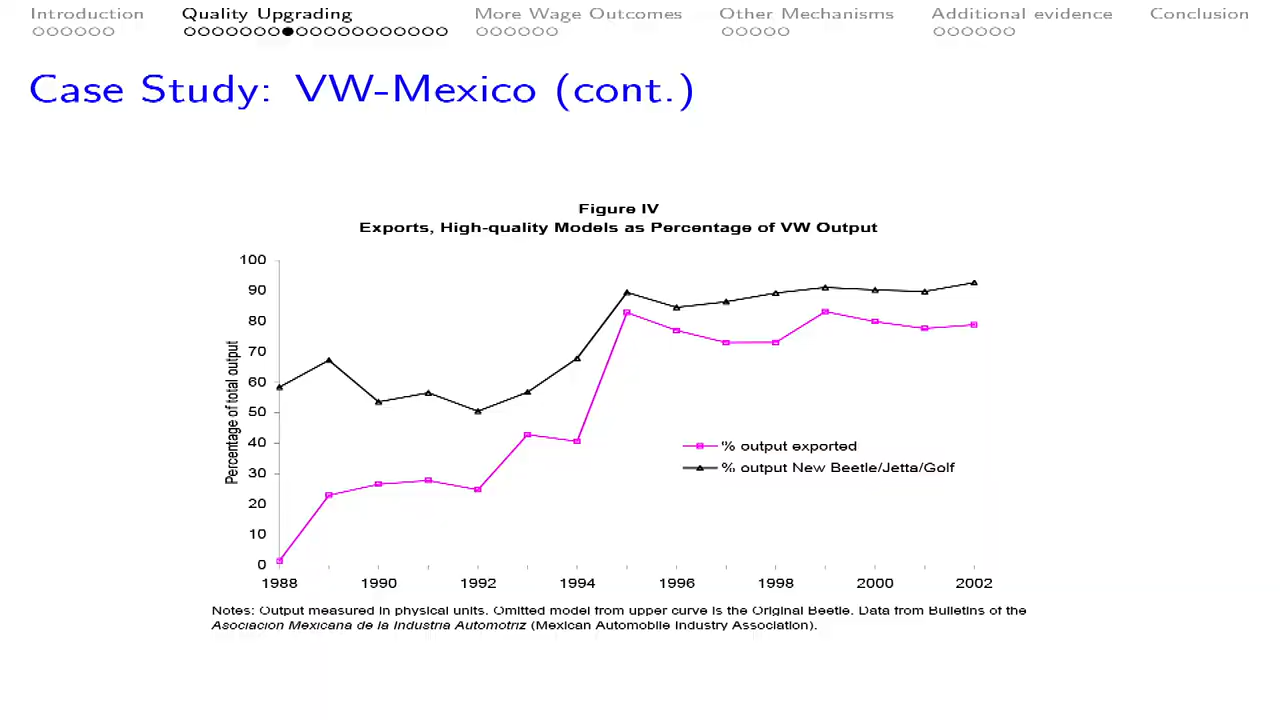 Introduction Quality Upgrading More Wage Outcomes Other Mechanisms Additional evidence Conclusion
Case Study: VW-Mexico (cont.)
Figure IV
Exports, High-quality Models as Percentage of VW Output
Percentage of total output
100
90
80
70
60
50
40
30
20
10
0
% output exported
% output New Beetle/Jetta/Golf
1988 1990 1992 1994 1996 1998 2000 2002
Notes: Output measured in physical units. Omitted model from upper curve is the Original Beetle. Data from Bulletins of the
Asociacion Mexicana de la Industria Automotriz (Mexican Automobile Industry Association).